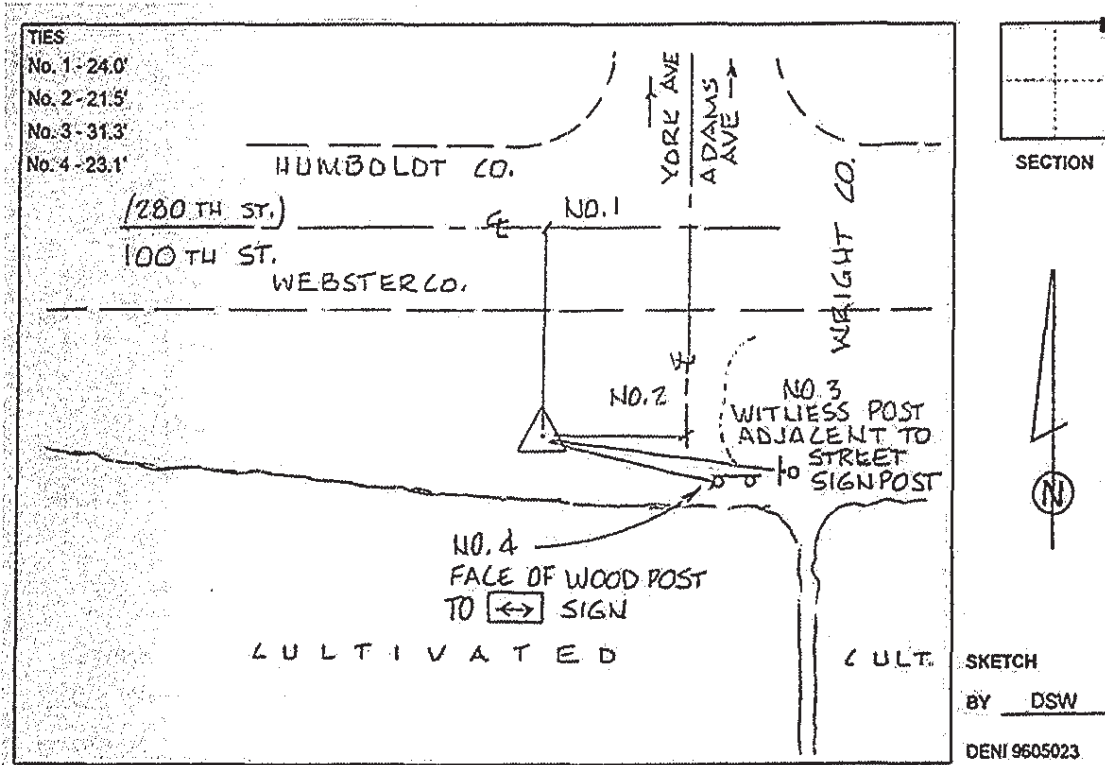 TIES
No. 1 - 24.0'
No. 2 - 21.5'
No. 3 - 31.3'
No. 4 - 23.1'
HUMBOLDT CO.
YORK AVE
ADAMS
AVE
(280 TH ST.)
100 TH ST.
℄
NO.1
WEBSTER CO.
WRIGHT CO.
℄
NO.2
NO.3
WITNESS POST
ADJACENT TO
STREET
SIGNPOST
NO.4
FACE OF WOOD POST
TO ↔ SIGN
CULTIVATED
CULT.
SECTION
N
SKETCH
BY DSW
DENI 9605023